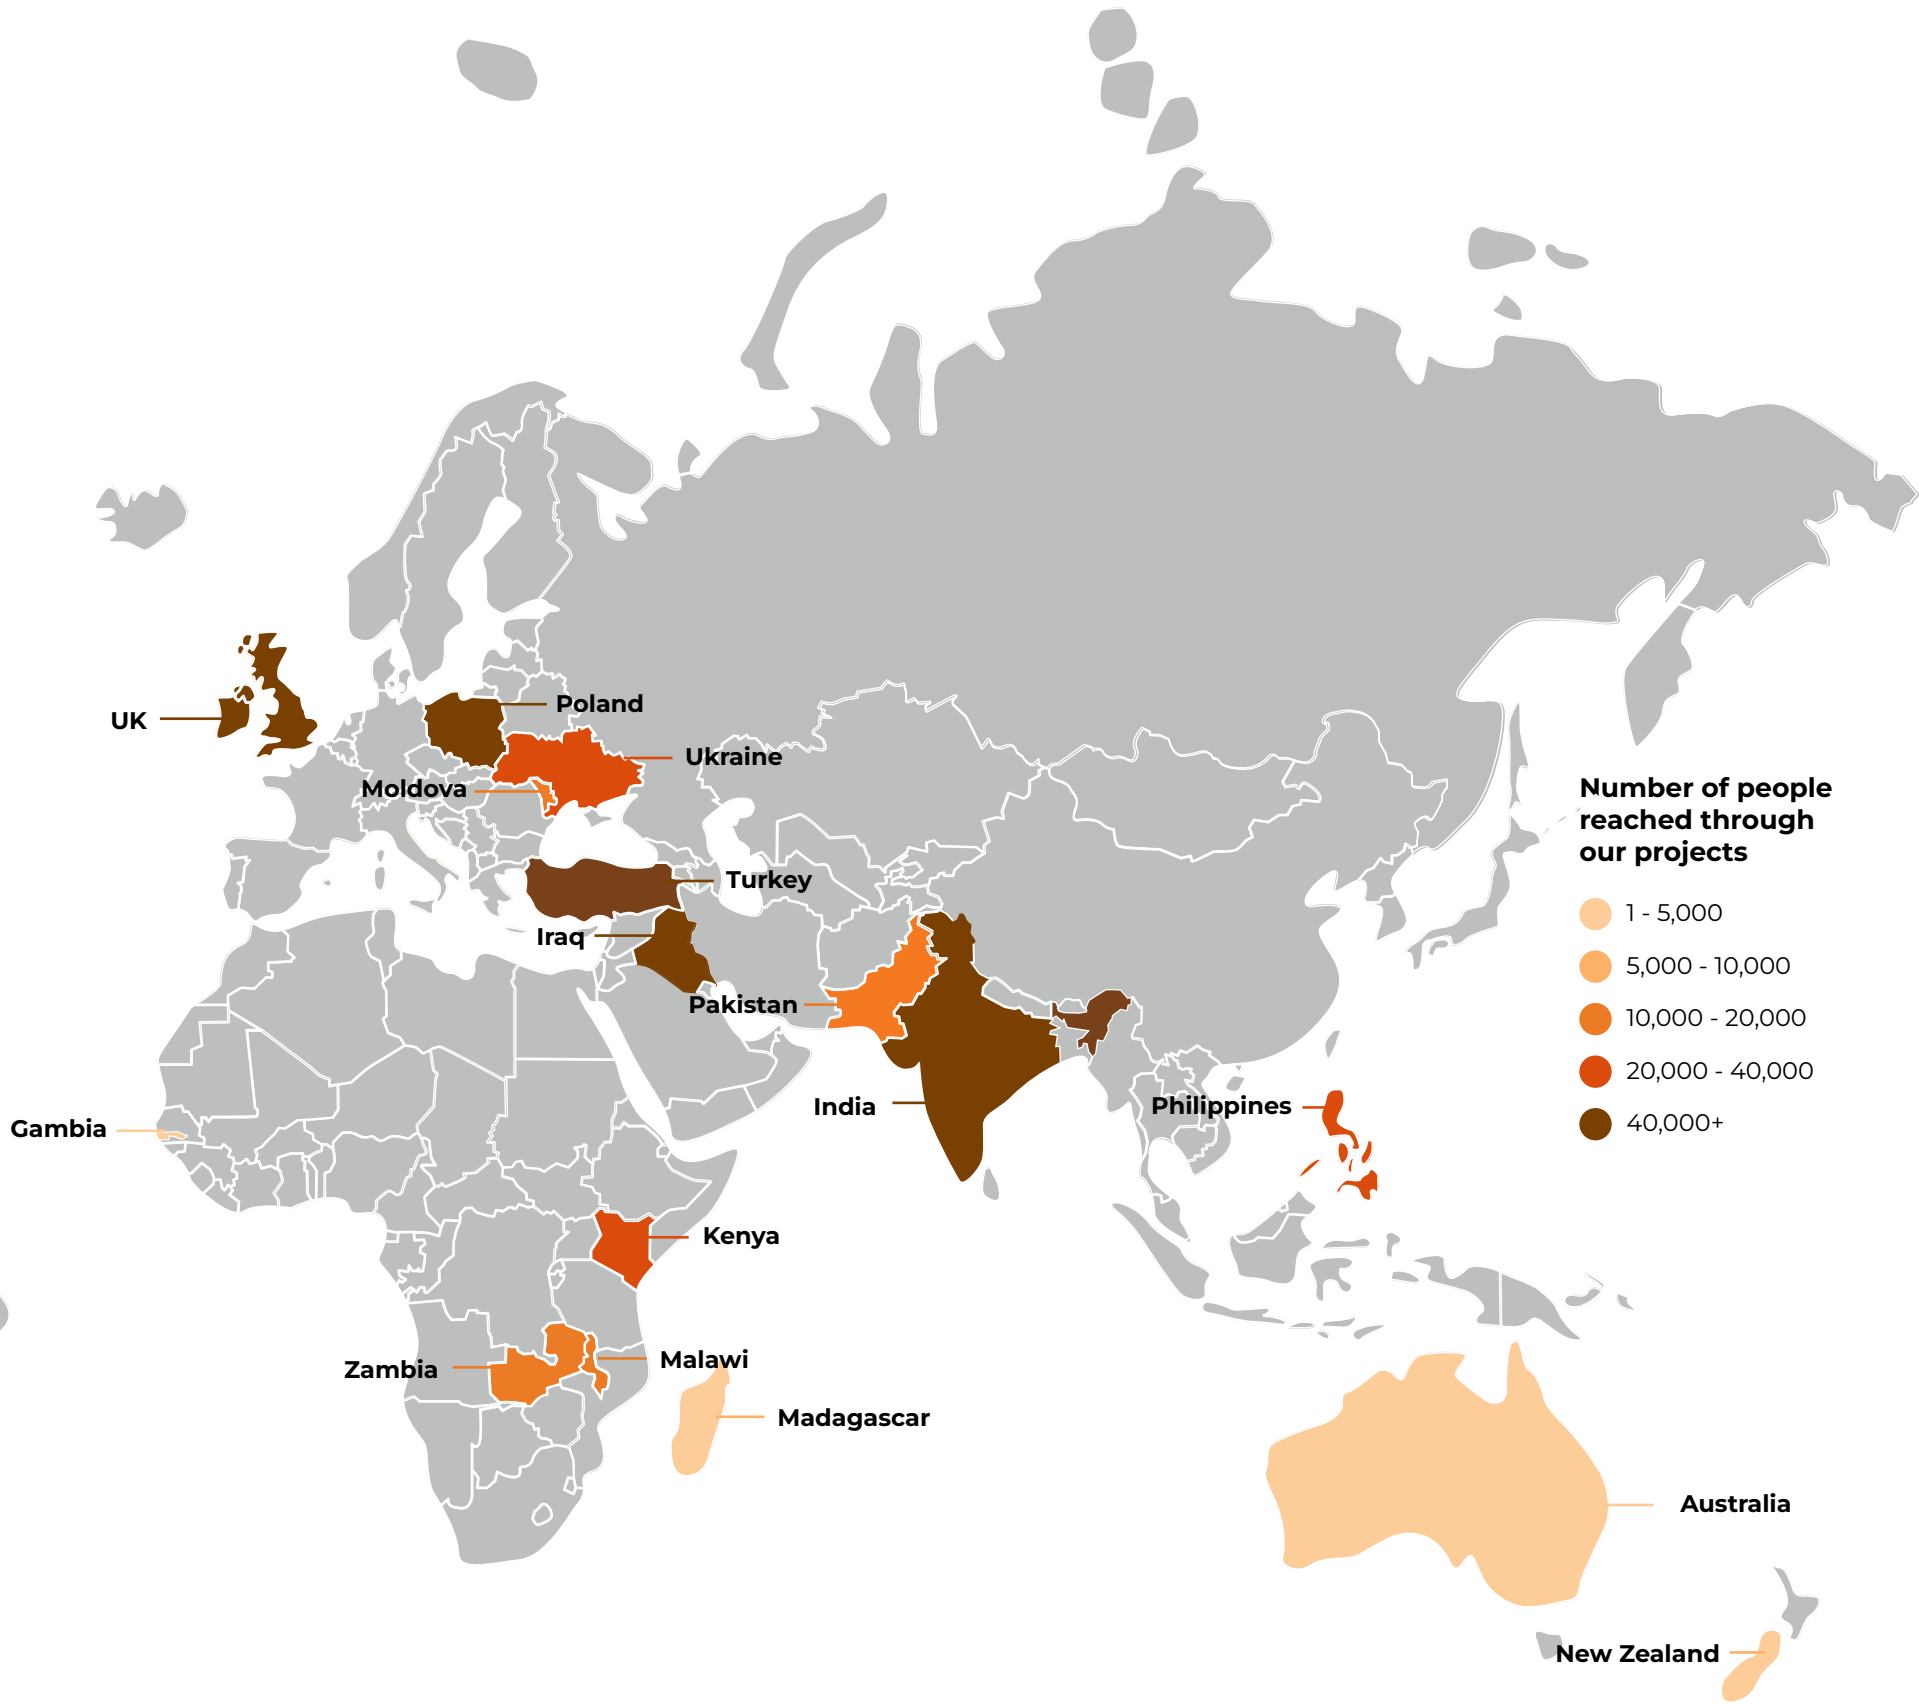 Poland
UK
Ukraine
Moldova
Number of people
reached through
our projects
Turkey
1 - 5,000
Iraq
5,000 - 10,000
Pakistan
10,000 - 20,000
20,000 - 40,000
India
Philippines
40,000+
Gambia
Kenya
Malawi
Zambia
Madagascar
Australia
New Zealand